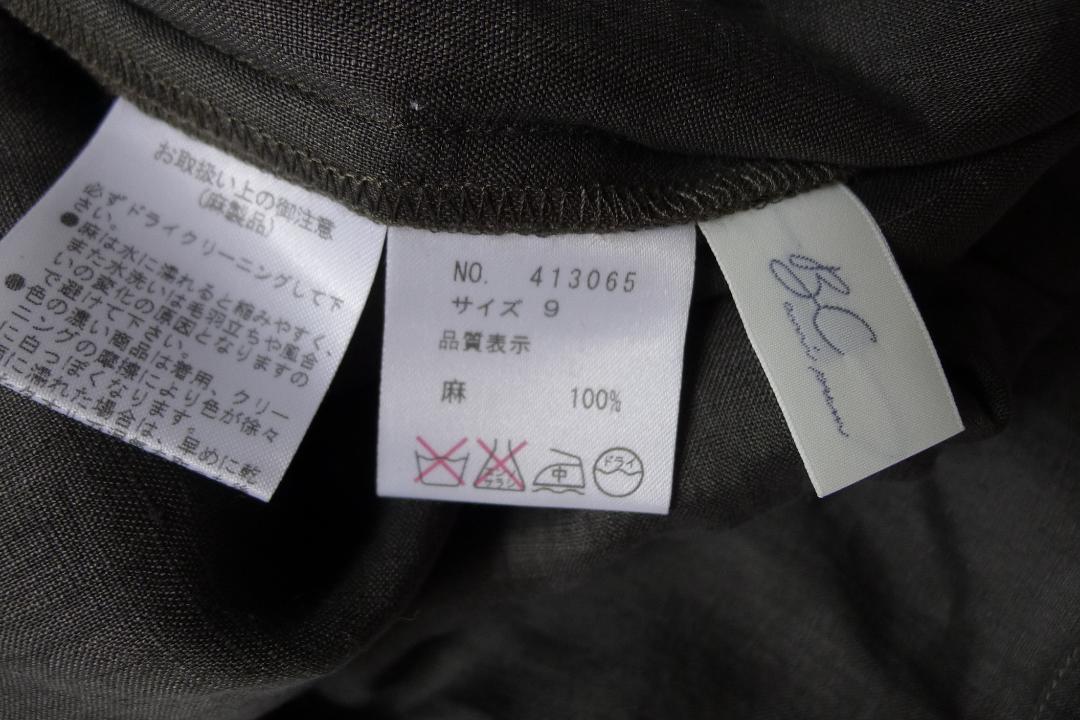 お取扱い上の御注意
(麻製品)
必ずドライクリーニングして下
さい。
●麻は水に濡れると縮みやすく、
また水洗いは毛羽立ちや風合
いの変化の原因となりますの
で避けて下さい。
●色の濃い商品は着用、クリー
ニングの摩擦により色が徐々
に白っぽくなります。
に濡れた場合は、早めに乾
NO. 413065
サイズ 9
品質表示
麻 100%
エンソ
サラシ
中
ドライ